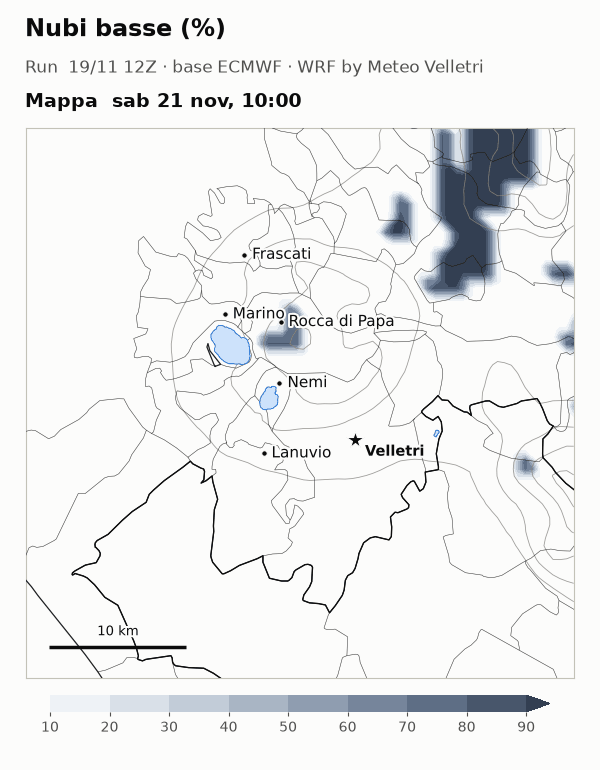 Nubi basse (%)
Run  19/11 12Z · base ECMWF · WRF by Meteo Velletri
Mappa  sab 21 nov, 10:00
Frascati
Marino
Rocca di Papa
Nemi
Velletri
Lanuvio
10 km
10 20 30 40 50 60 70 80 90